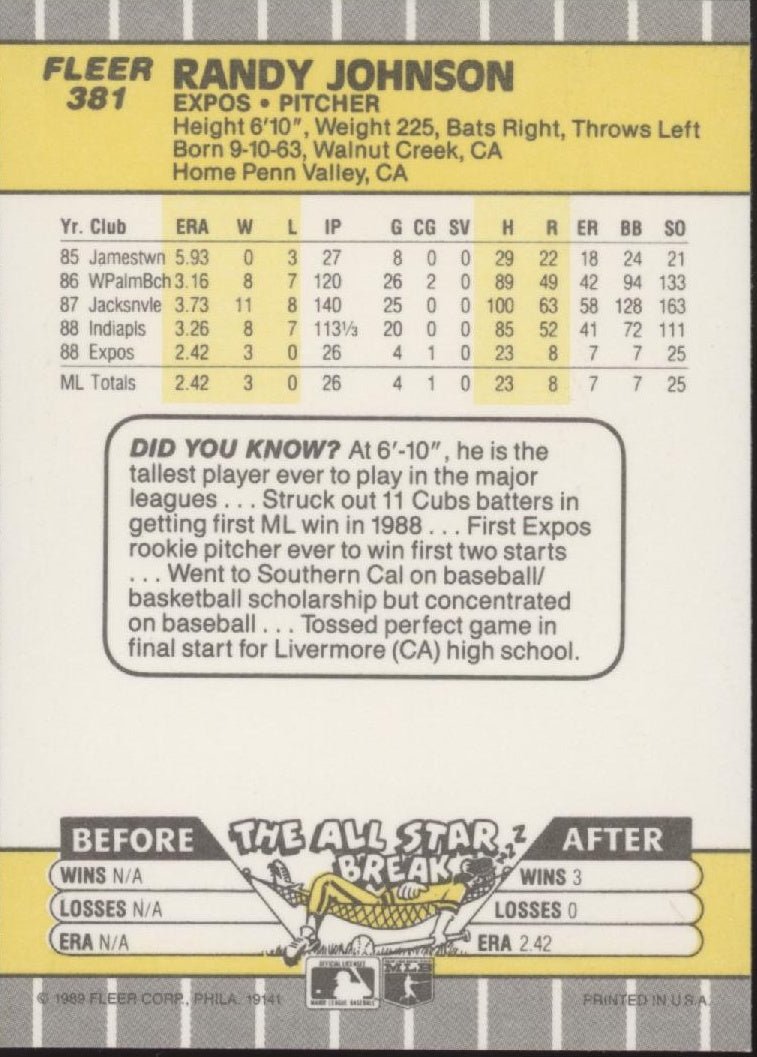 FLEER
381
RANDY JOHNSON
EXPOS • PITCHER
Height 6'10", Weight 225, Bats Right, Throws Left
Born 9-10-63, Walnut Creek, CA
Home Penn Valley, CA
Yr. Club ERA W L IP G CG SV H R ER BB SO
85 Jamestwn 5.93 0 3 27 8 0 0 29 22 18 24 21
86 WPalmBch 3.16 8 7 120 26 2 0 89 49 42 94 133
87 Jacksnvle 3.73 11 8 140 25 0 0 100 63 58 128 163
88 Indiapls 3.26 8 7 113⅓ 20 0 0 85 52 41 72 111
88 Expos 2.42 3 0 26 4 1 0 23 8 7 7 25
ML Totals 2.42 3 0 26 4 1 0 23 8 7 7 25
DID YOU KNOW? At 6'-10", he is the
tallest player ever to play in the major
leagues . . . Struck out 11 Cubs batters in
getting first ML win in 1988 . . . First Expos
rookie pitcher ever to win first two starts
. . . Went to Southern Cal on baseball/
basketball scholarship but concentrated
on baseball . . . Tossed perfect game in
final start for Livermore (CA) high school.
BEFORE THE ALL STAR BREAK ZZZ AFTER
WINS N/A WINS 3
LOSSES N/A LOSSES 0
ERA N/A ERA 2.42
OFFICIAL LICENSEE
MAJOR LEAGUE BASEBALL
MLB
© 1989 FLEER CORP., PHILA. 19141 PRINTED IN U.S.A.